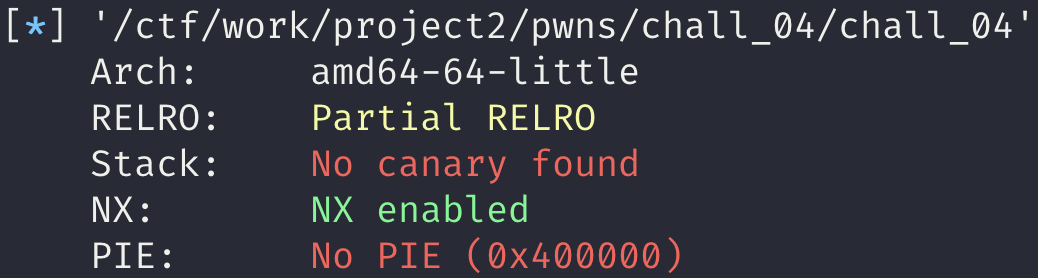 [*] '/ctf/work/project2/pwns/chall_04/chall_04'
Arch: amd64-64-little
RELRO: Partial RELRO
Stack: No canary found
NX: NX enabled
PIE: No PIE (0x400000)